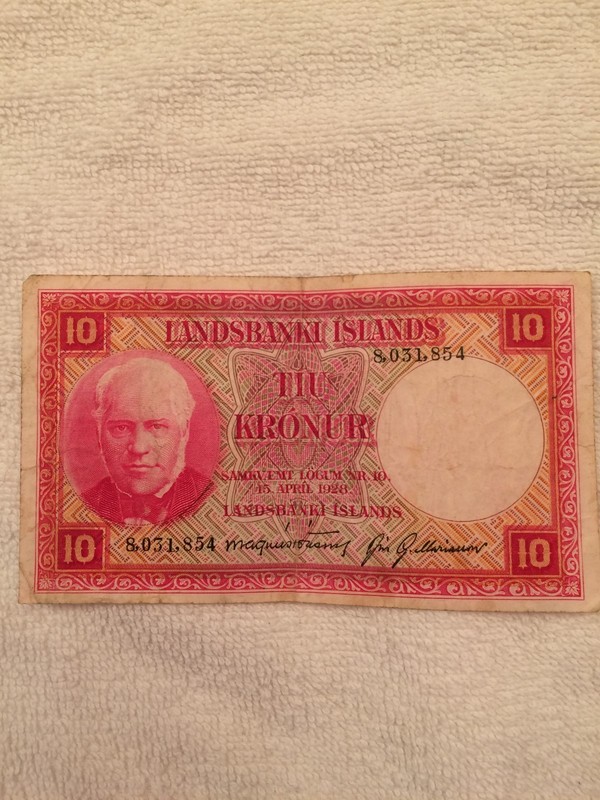 10 LANDSBANKI ÍSLANDS 10
8,031,854
TIU
KRÓNUR
SAMKVÆMT LÖGUM NR. 10,
15. APRÍL 1928.
LANDSBANKI ÍSLANDS
10 8,031,854 10